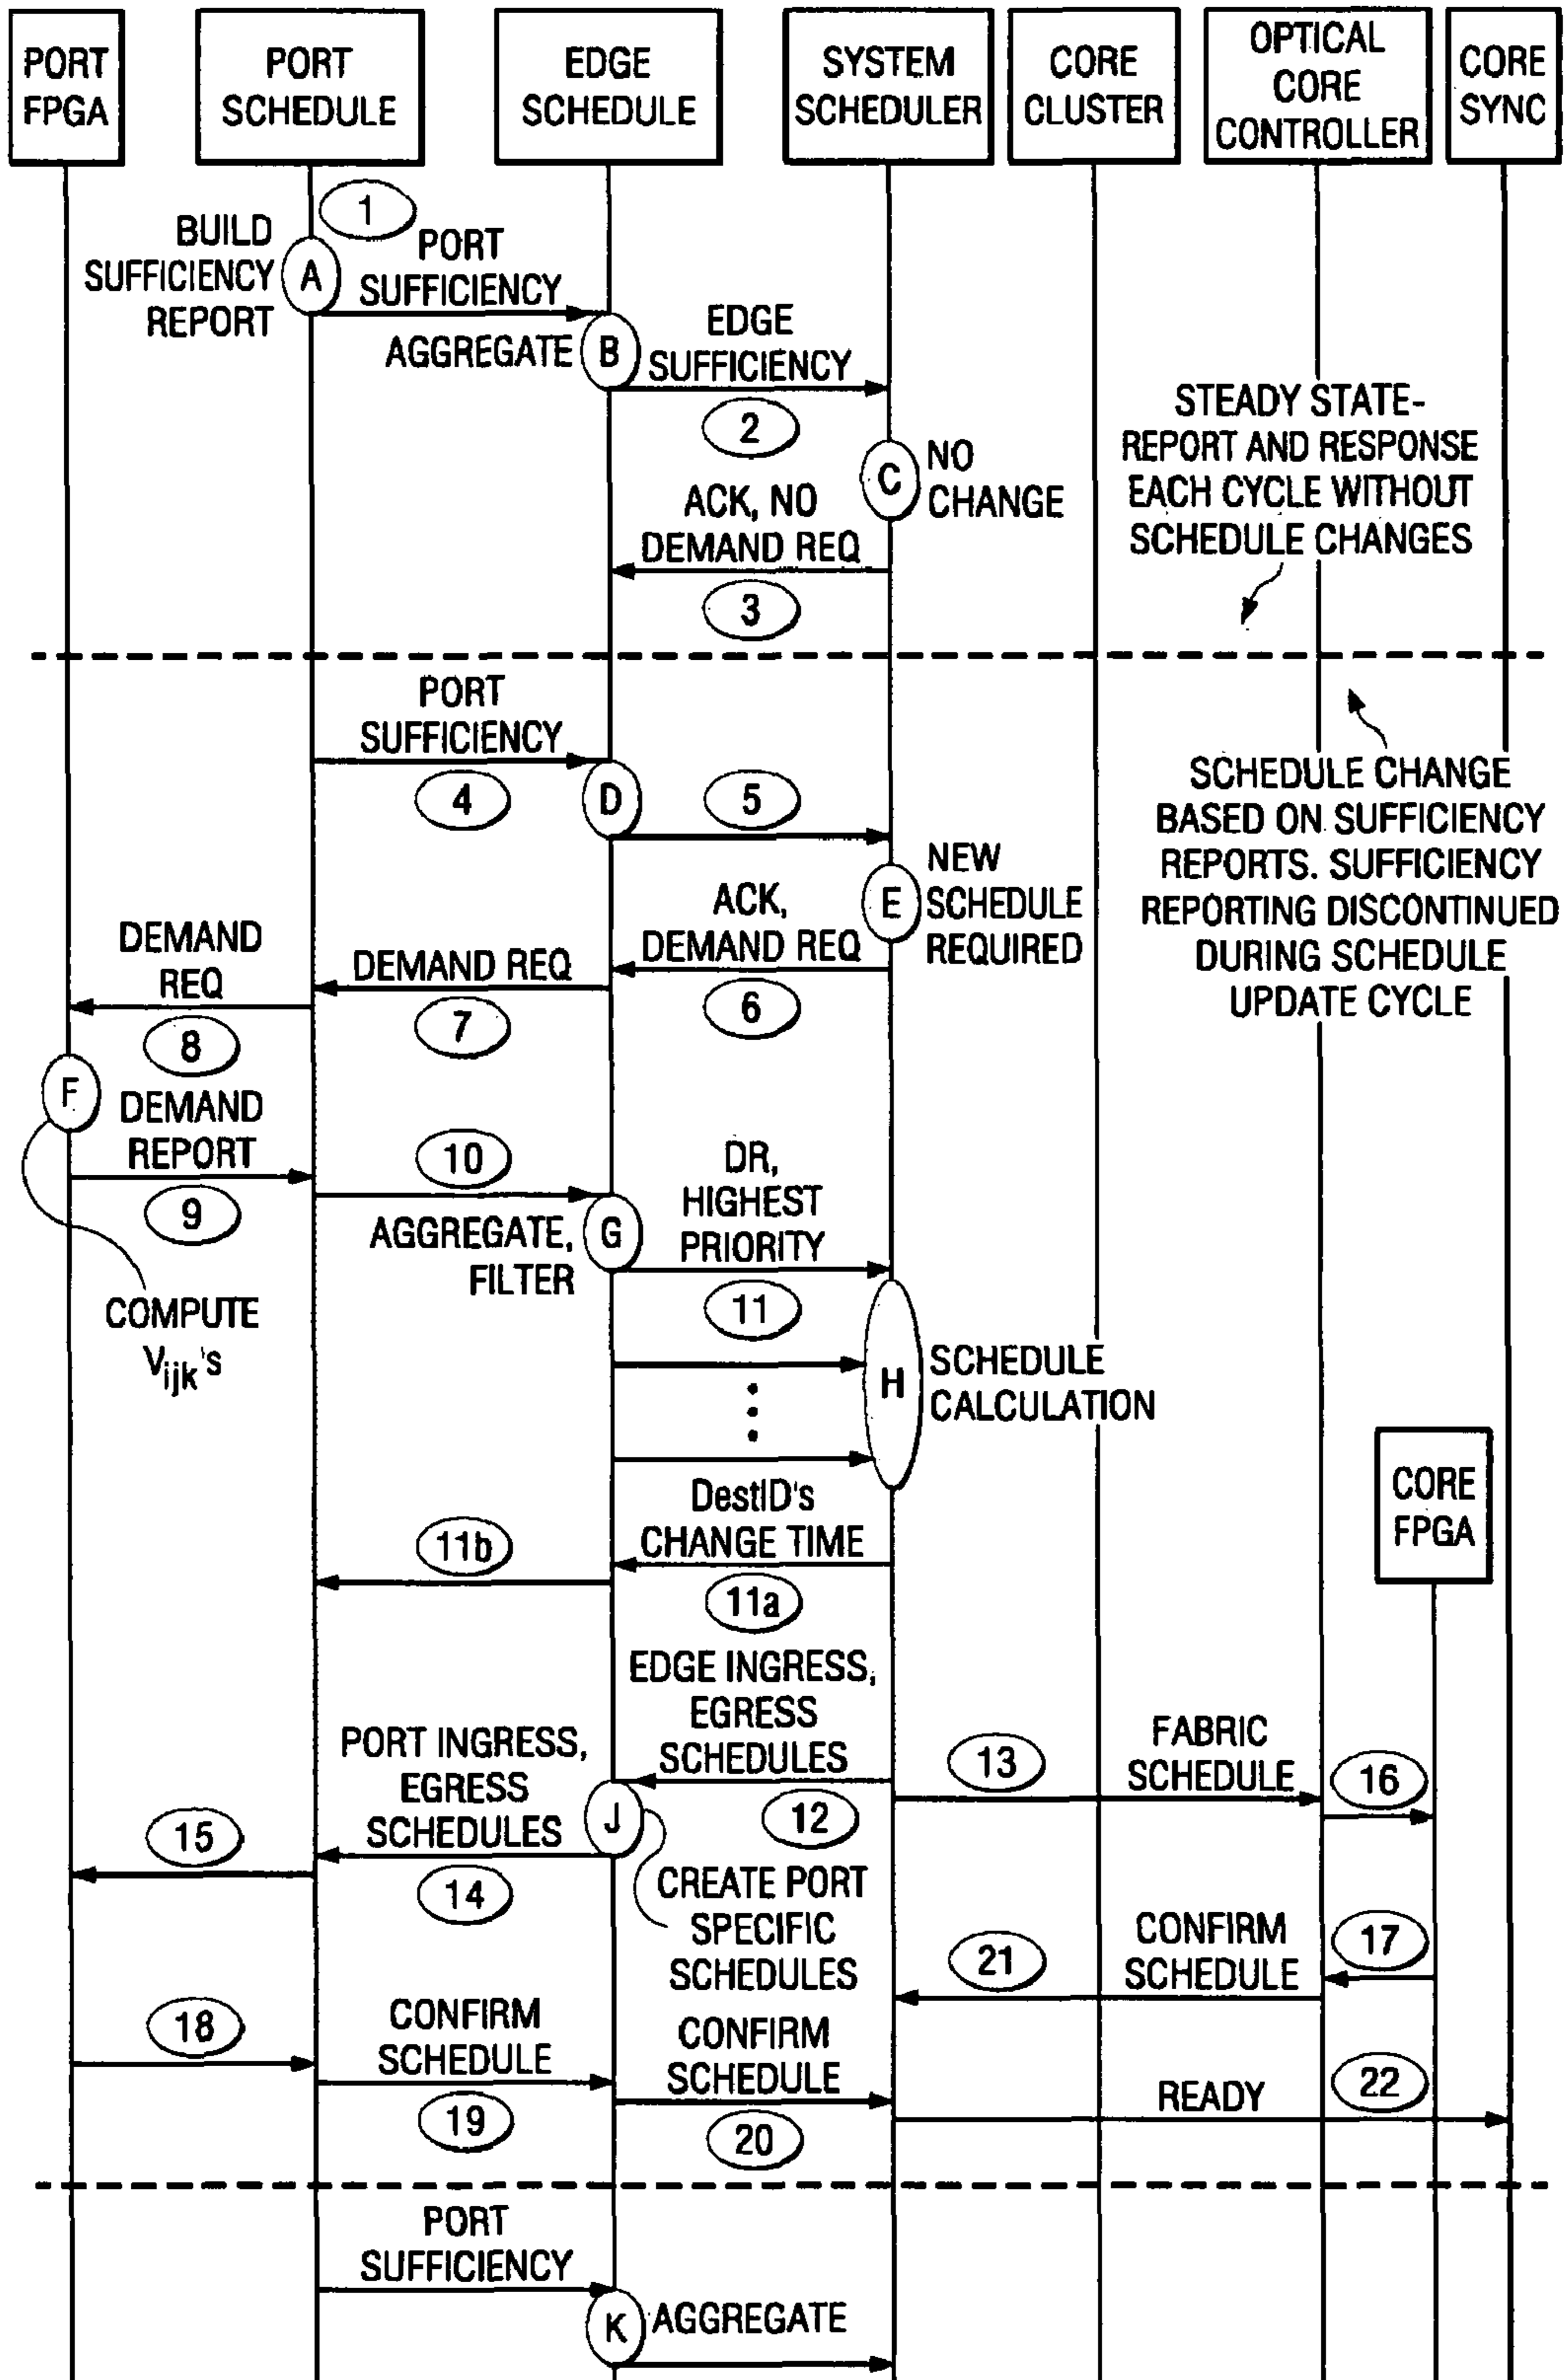 PORT
FPGA
PORT
SCHEDULE
EDGE
SCHEDULE
SYSTEM
SCHEDULER
CORE
CLUSTER
OPTICAL
CORE
CONTROLLER
CORE
SYNC
1
BUILD
SUFFICIENCY
REPORT
A
PORT
SUFFICIENCY
AGGREGATE
B
EDGE
SUFFICIENCY
2
C
NO
CHANGE
ACK, NO
DEMAND REQ
3
STEADY STATE-
REPORT AND RESPONSE
EACH CYCLE WITHOUT
SCHEDULE CHANGES
PORT
SUFFICIENCY
4
D
5
SCHEDULE CHANGE
BASED ON SUFFICIENCY
REPORTS. SUFFICIENCY
REPORTING DISCONTINUED
DURING SCHEDULE
UPDATE CYCLE
E
NEW
SCHEDULE
REQUIRED
ACK,
DEMAND REQ
6
DEMAND REQ
7
DEMAND
REQ
8
F
DEMAND
REPORT
9
COMPUTE
Vijk's
10
AGGREGATE,
FILTER
G
DR,
HIGHEST
PRIORITY
11
H
SCHEDULE
CALCULATION
CORE
FPGA
DestID's
CHANGE TIME
11a
11b
EDGE INGRESS,
EGRESS
SCHEDULES
12
13
FABRIC
SCHEDULE
16
PORT INGRESS,
EGRESS
SCHEDULES
J
14
15
CREATE PORT
SPECIFIC
SCHEDULES
17
CONFIRM
SCHEDULE
21
18
CONFIRM
SCHEDULE
19
CONFIRM
SCHEDULE
20
READY
22
PORT
SUFFICIENCY
K
AGGREGATE